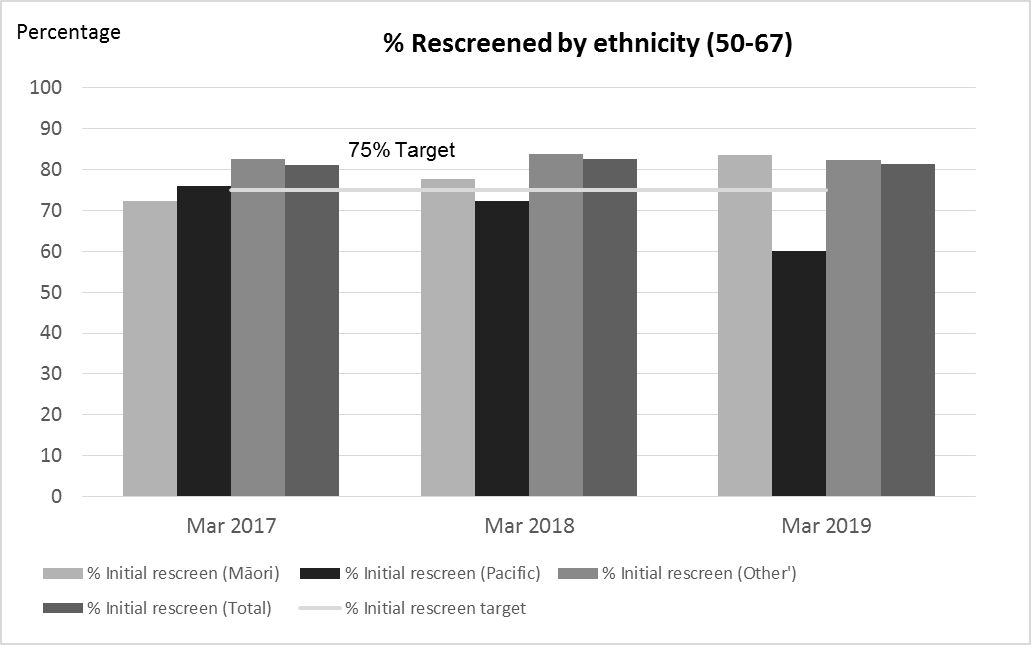 Percentage
% Rescreened by ethnicity (50-67)
100
90
80
70
60
50
40
30
20
10
0
75% Target
Mar 2017
Mar 2018
Mar 2019
% Initial rescreen (Māori)
% Initial rescreen (Pacific)
% Initial rescreen (Other')
% Initial rescreen (Total)
% Initial rescreen target